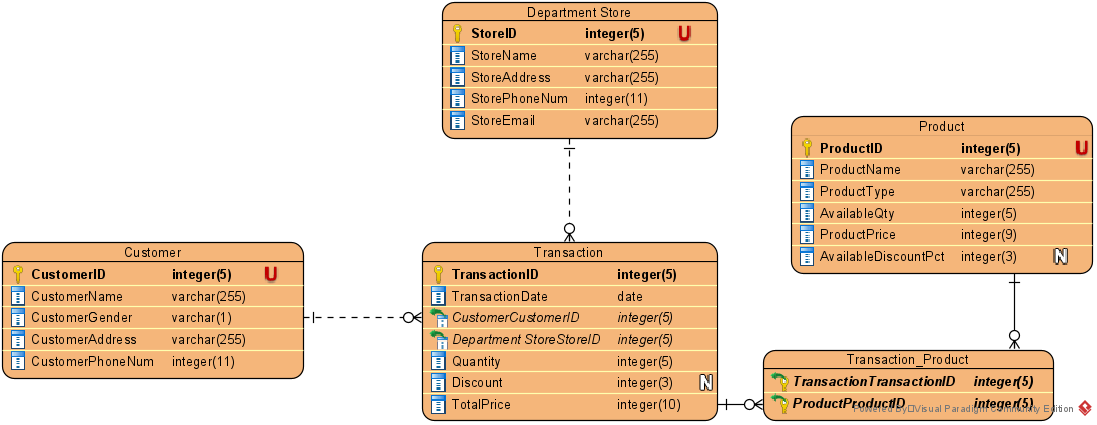 Department Store
StoreID integer(5) U
StoreName varchar(255)
StoreAddress varchar(255)
StorePhoneNum integer(11)
StoreEmail varchar(255)
Product
ProductID integer(5) U
ProductName varchar(255)
ProductType varchar(255)
AvailableQty integer(5)
ProductPrice integer(9)
AvailableDiscountPct integer(3) N
Customer
CustomerID integer(5) U
CustomerName varchar(255)
CustomerGender varchar(1)
CustomerAddress varchar(255)
CustomerPhoneNum integer(11)
Transaction
TransactionID integer(5)
TransactionDate date
CustomerCustomerID integer(5)
Department StoreStoreID integer(5)
Quantity integer(5)
Discount integer(3) N
TotalPrice integer(10)
Transaction_Product
TransactionTransactionID integer(5)
ProductProductID integer(5)
Powered By Visual Paradigm Community Edition